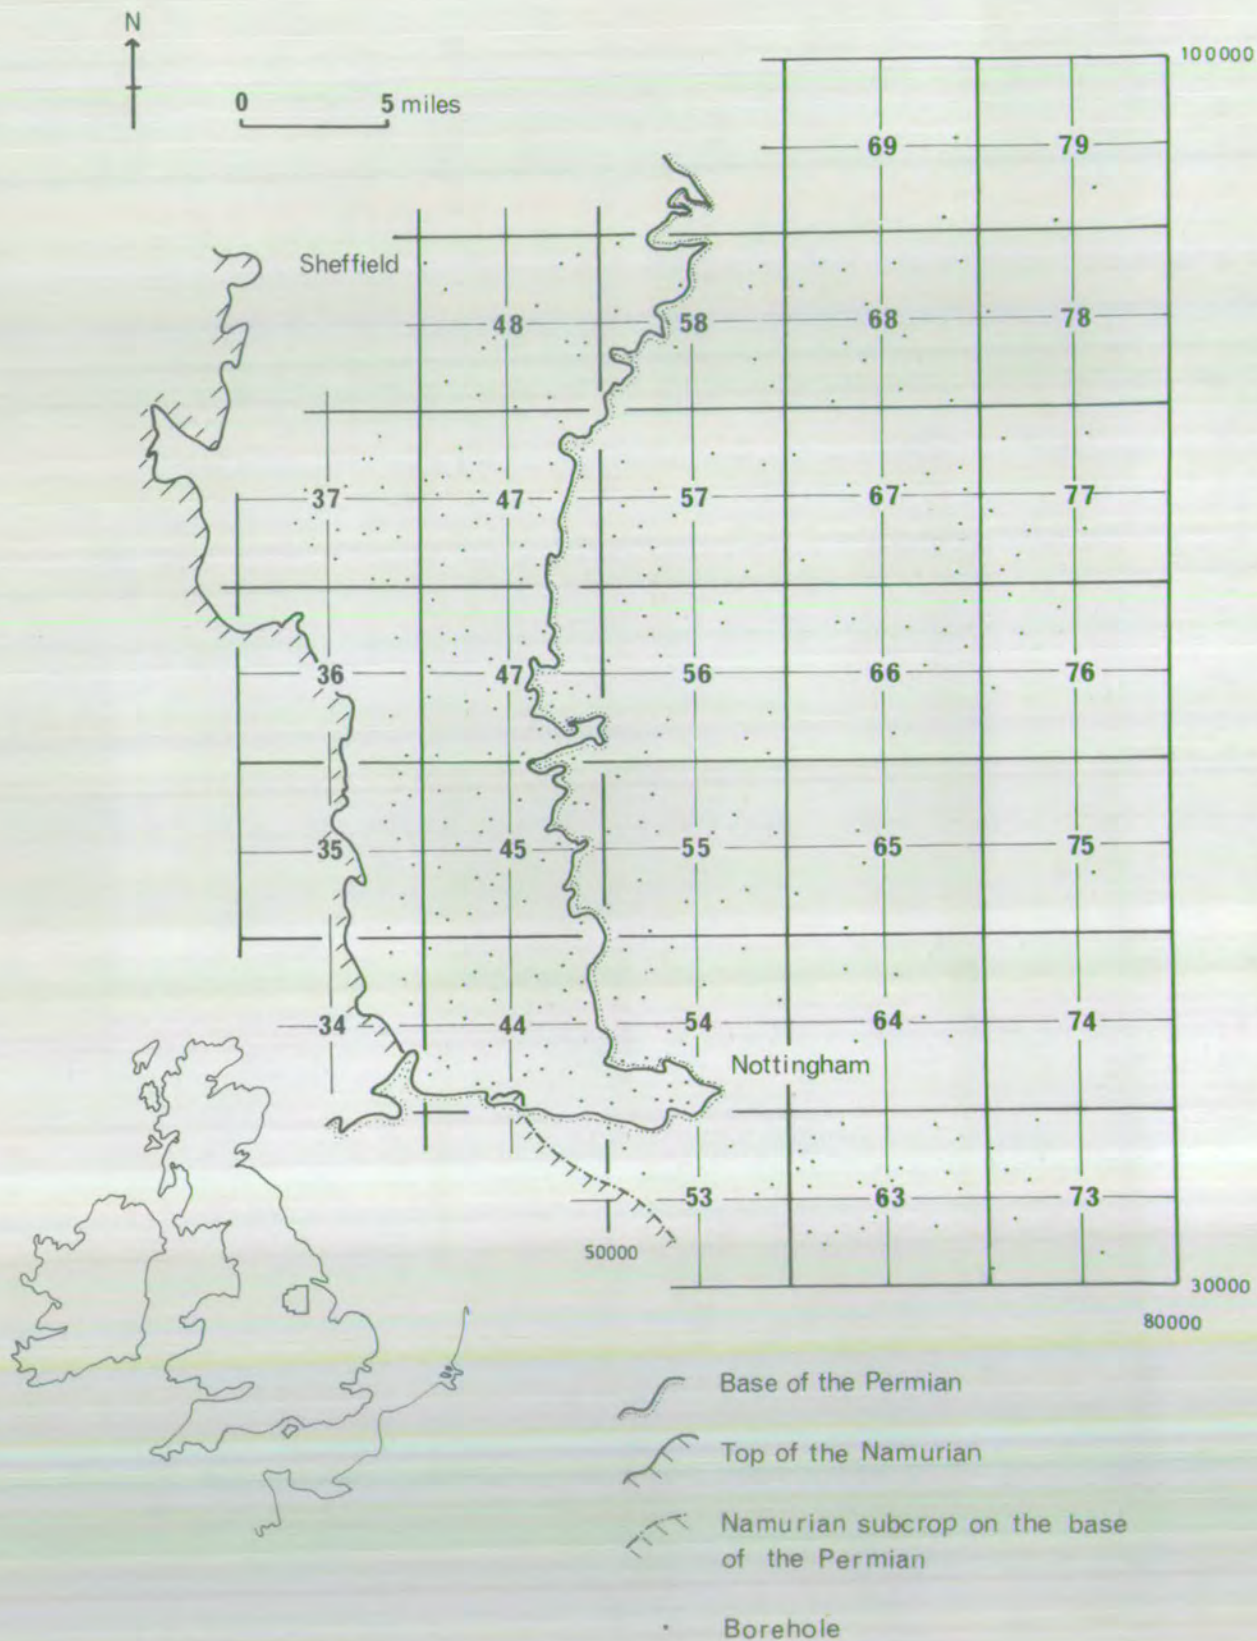 N
100000
0 5 miles
69 79
Sheffield
48 58 68 78
37 47 57 67 77
36 47 56 66 76
35 45 55 65 75
34 44 54 64 74
Nottingham
53 63 73
50000
30000
80000
Base of the Permian
Top of the Namurian
Namurian subcrop on the base
of the Permian
Borehole